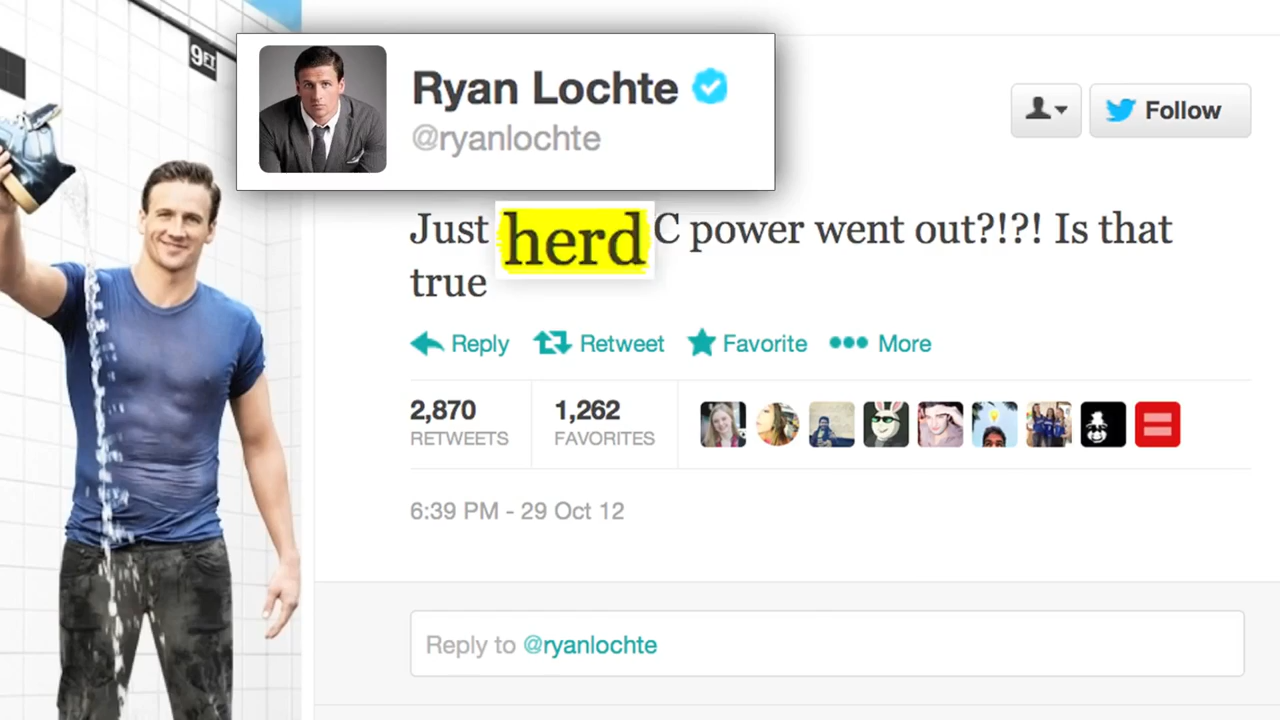 9FT
Ryan Lochte
@ryanlochte
Follow
Just herd C power went out?!?! Is that
true
Reply Retweet Favorite More
2,870 1,262
RETWEETS FAVORITES
6:39 PM - 29 Oct 12
Reply to @ryanlochte